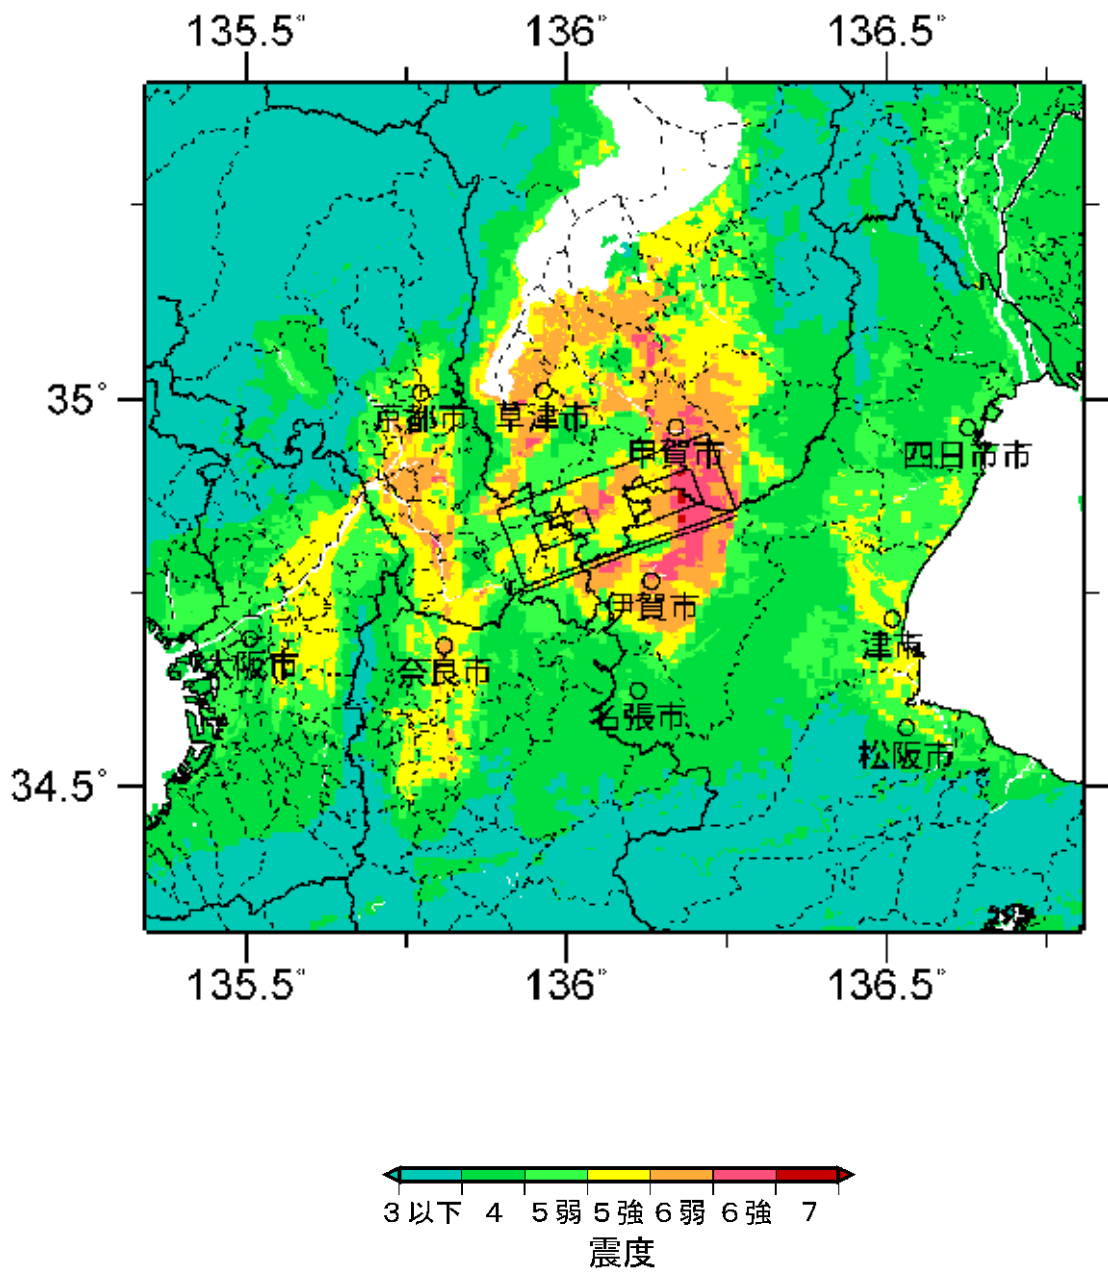 135.5° 136° 136.5°
35°
34.5°
京都市
草津市
甲賀市
四日市市
伊賀市
津市
大阪市
奈良市
名張市
松阪市
135.5° 136° 136.5°
3以下 4 5弱 5強 6弱 6強 7
震度